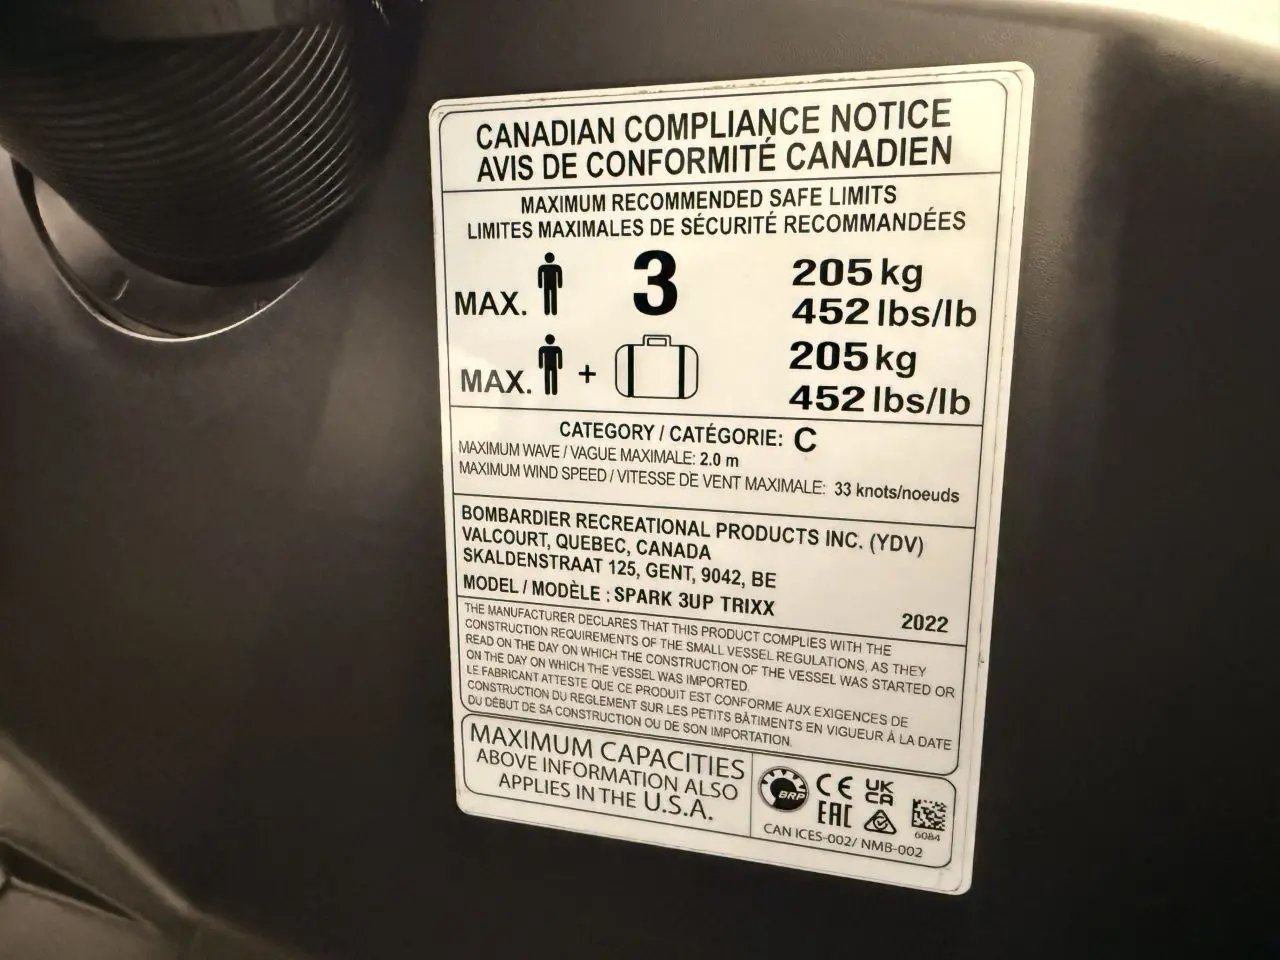 CANADIAN COMPLIANCE NOTICE
AVIS DE CONFORMITÉ CANADIEN
MAXIMUM RECOMMENDED SAFE LIMITS
LIMITES MAXIMALES DE SÉCURITÉ RECOMMANDÉES
MAX. 3 205 kg
452 lbs/lb
MAX. + 205 kg
452 lbs/lb
CATEGORY / CATÉGORIE: C
MAXIMUM WAVE / VAGUE MAXIMALE: 2.0 m
MAXIMUM WIND SPEED / VITESSE DE VENT MAXIMALE: 33 knots/noeuds
BOMBARDIER RECREATIONAL PRODUCTS INC. (YDV)
VALCOURT, QUEBEC, CANADA
SKALDENSTRAAT 125, GENT, 9042, BE
MODEL / MODÈLE : SPARK 3UP TRIXX 2022
THE MANUFACTURER DECLARES THAT THIS PRODUCT COMPLIES WITH THE
CONSTRUCTION REQUIREMENTS OF THE SMALL VESSEL REGULATIONS, AS THEY
READ ON THE DAY ON WHICH THE CONSTRUCTION OF THE VESSEL WAS STARTED OR
ON THE DAY ON WHICH THE VESSEL WAS IMPORTED.
LE FABRICANT ATTESTE QUE CE PRODUIT EST CONFORME AUX EXIGENCES DE
CONSTRUCTION DU REGLEMENT SUR LES PETITS BÂTIMENTS EN VIGUEUR À LA DATE
DU DÉBUT DE SA CONSTRUCTION OU DE SON IMPORTATION.
MAXIMUM CAPACITIES
ABOVE INFORMATION ALSO
APPLIES IN THE U.S.A.
BRP CE UK CA
EAC 6084
CAN ICES-002/ NMB-002